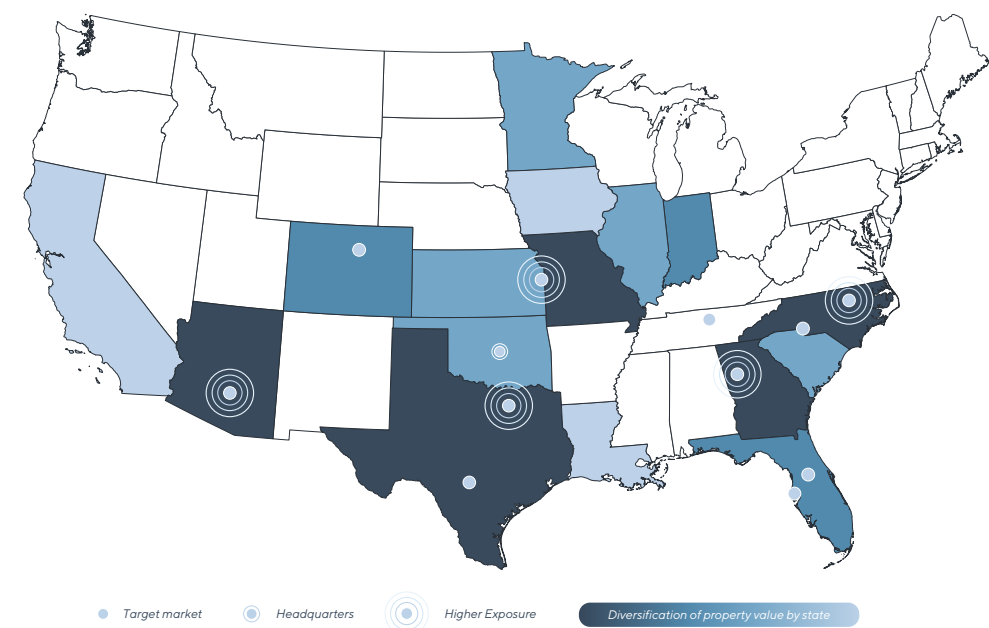 Target market
Headquarters
Higher Exposure
Diversification of property value by state